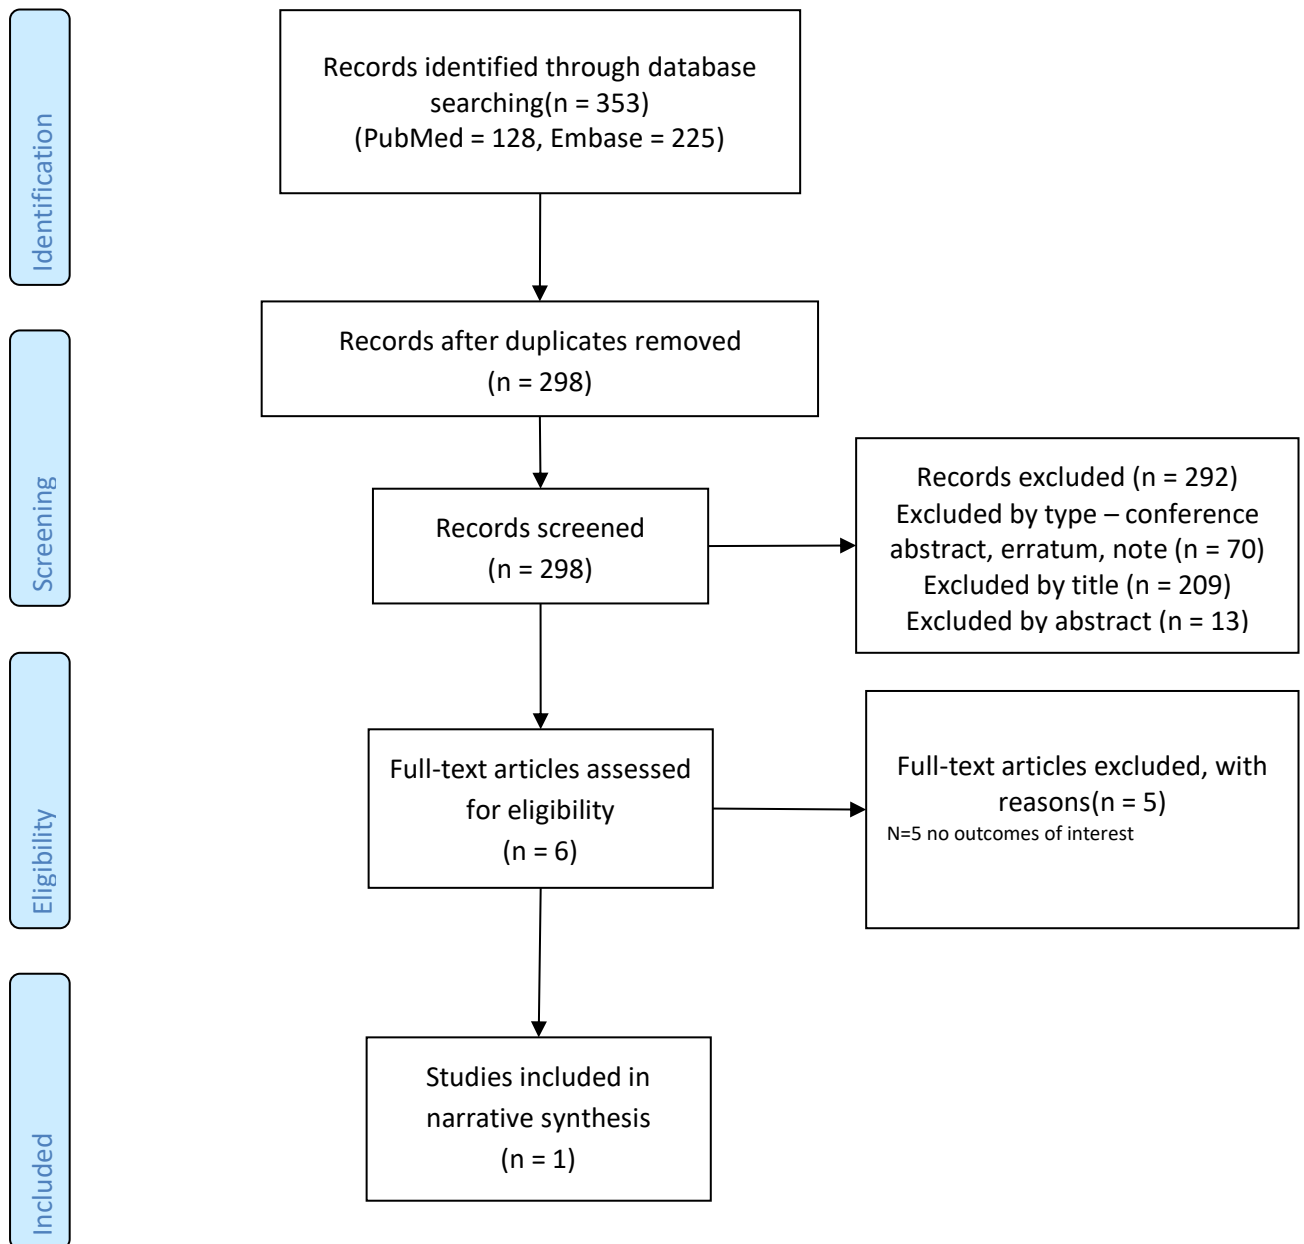 Identification
Records identified through database
searching(n = 353)
(PubMed = 128, Embase = 225)
Screening
Records after duplicates removed
(n = 298)
Records screened
(n = 298)
Records excluded (n = 292)
Excluded by type – conference
abstract, erratum, note (n = 70)
Excluded by title (n = 209)
Excluded by abstract (n = 13)
Eligibility
Full-text articles assessed
for eligibility
(n = 6)
Full-text articles excluded, with
reasons(n = 5)
N=5 no outcomes of interest
Included
Studies included in
narrative synthesis
(n = 1)